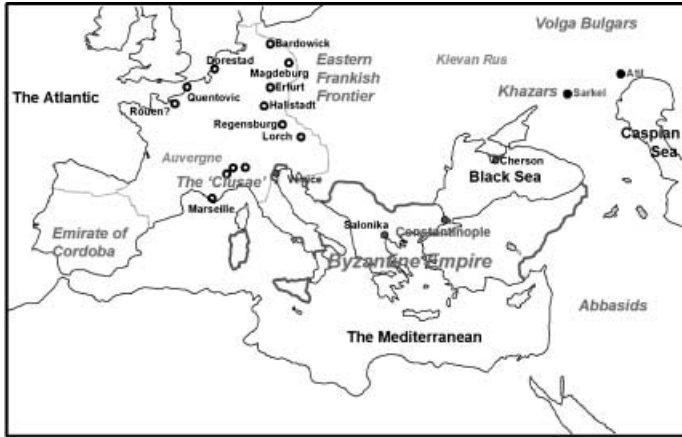 Volga Bulgars
Bardowick
Dorestad
Eastern
Frankish
Frontier
Kievan Rus
Magdeburg
Atil
The Atlantic
Quentovic
Erfurt
Khazars
Sarkel
Rouen?
Hallstadt
Regensburg
Lorch
Caspian
Sea
Auvergne
Cherson
Black Sea
The 'Clusae'
Venice
Marseille
Emirate of
Cordoba
Salonika
Constantinople
Byzantine Empire
Abbasids
The Mediterranean